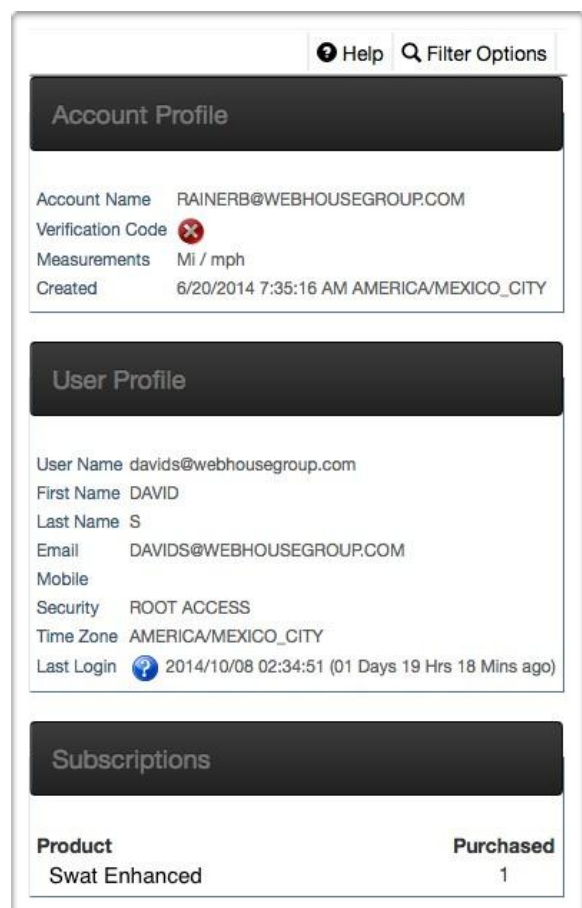 Help Filter Options
Account Profile
Account Name RAINERB@WEBHOUSEGROUP.COM
Verification Code
Measurements Mi / mph
Created 6/20/2014 7:35:16 AM AMERICA/MEXICO_CITY
User Profile
User Name davids@webhousegroup.com
First Name DAVID
Last Name S
Email DAVIDS@WEBHOUSEGROUP.COM
Mobile
Security ROOT ACCESS
Time Zone AMERICA/MEXICO_CITY
Last Login 2014/10/08 02:34:51 (01 Days 19 Hrs 18 Mins ago)
Subscriptions
Product Purchased
Swat Enhanced 1